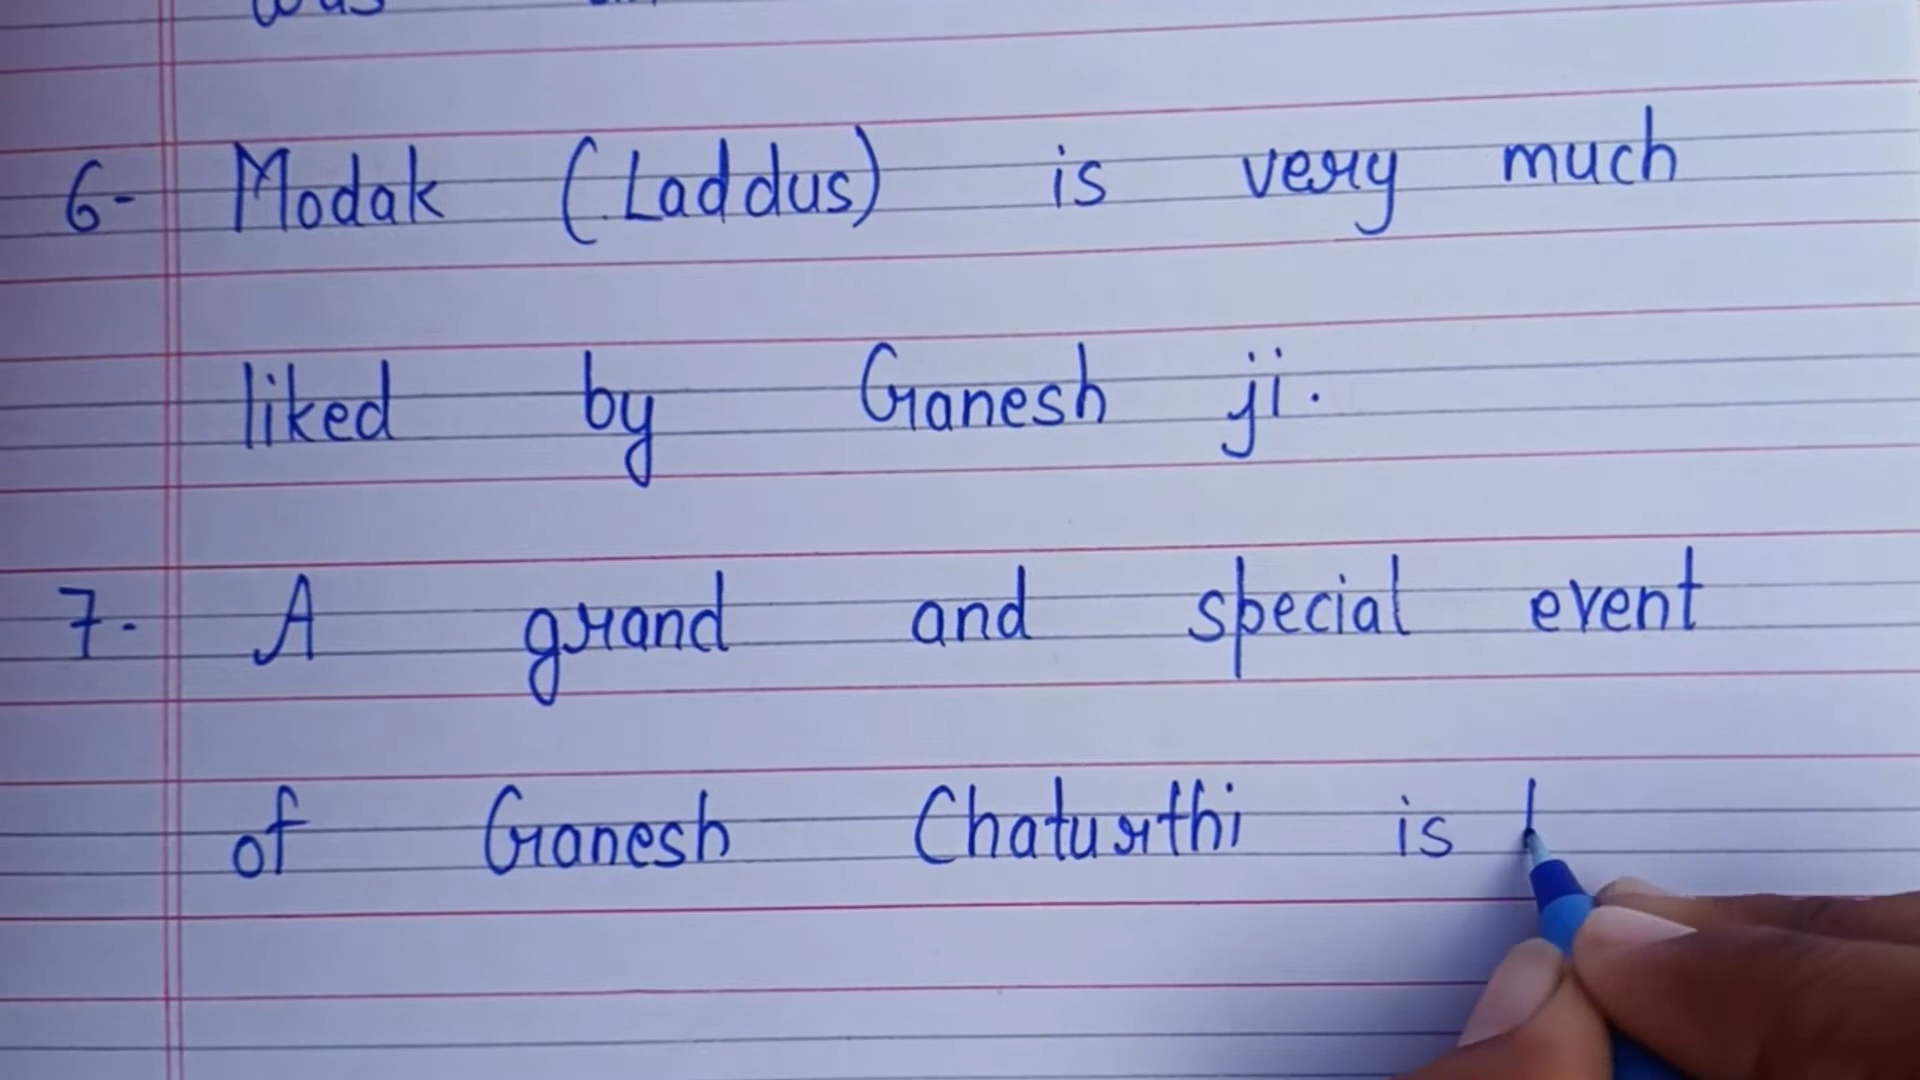 6- Modak (Laddus) is very much
liked by Ganesh ji.
7- A grand and special event
of Ganesh Chaturthi is